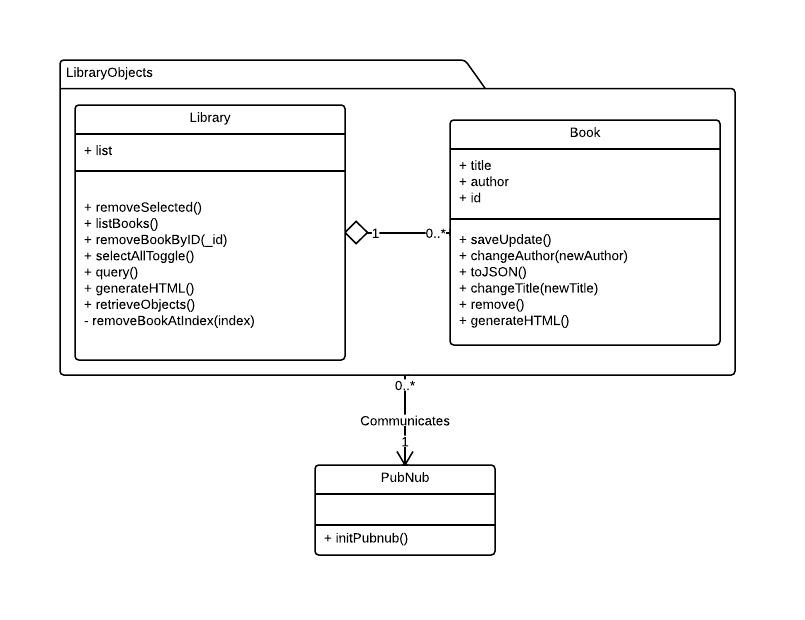 LibraryObjects
Library
+ list
+ removeSelected()
+ listBooks()
+ removeBookByID(_id)
+ selectAllToggle()
+ query()
+ generateHTML()
+ retrieveObjects()
- removeBookAtIndex(index)
1
0..*
Book
+ title
+ author
+ id
+ saveUpdate()
+ changeAuthor(newAuthor)
+ toJSON()
+ changeTitle(newTitle)
+ remove()
+ generateHTML()
0..*
Communicates
1
PubNub
+ initPubnub()